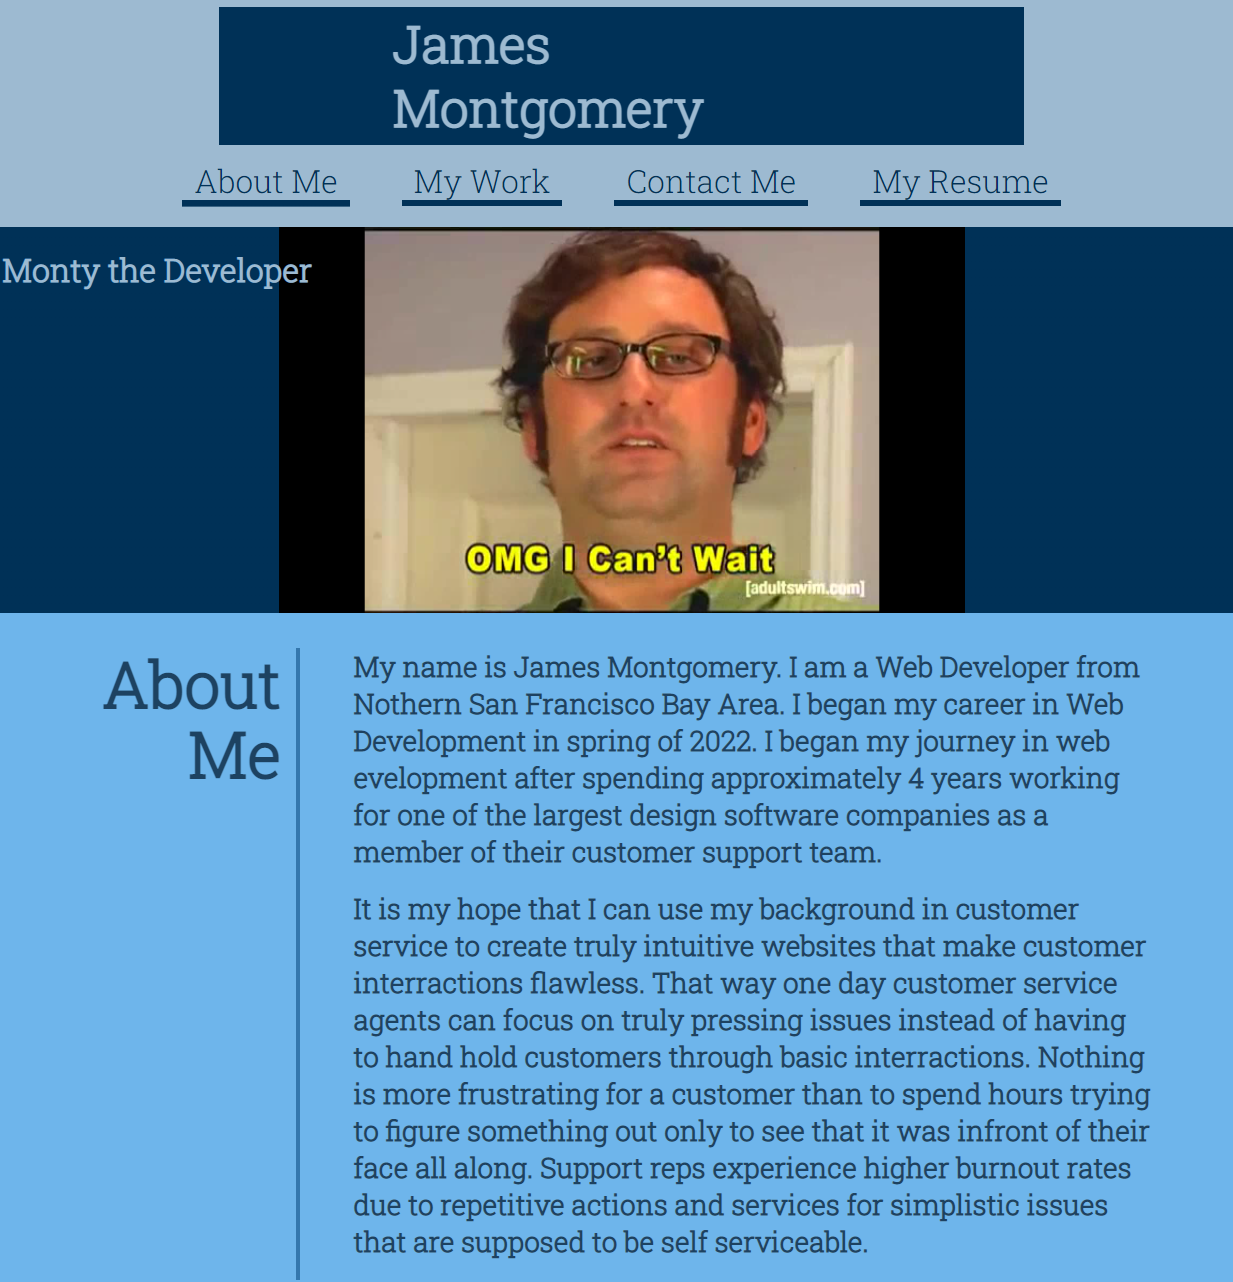 James
Montgomery
About Me
My Work
Contact Me
My Resume
Monty the Developer
OMG I Can't Wait
[adultswim.com]
About
Me
My name is James Montgomery. I am a Web Developer from
Nothern San Francisco Bay Area. I began my career in Web
Development in spring of 2022. I began my journey in web
evelopment after spending approximately 4 years working
for one of the largest design software companies as a
member of their customer support team.
It is my hope that I can use my background in customer
service to create truly intuitive websites that make customer
interractions flawless. That way one day customer service
agents can focus on truly pressing issues instead of having
to hand hold customers through basic interractions. Nothing
is more frustrating for a customer than to spend hours trying
to figure something out only to see that it was infront of their
face all along. Support reps experience higher burnout rates
due to repetitive actions and services for simplistic issues
that are supposed to be self serviceable.